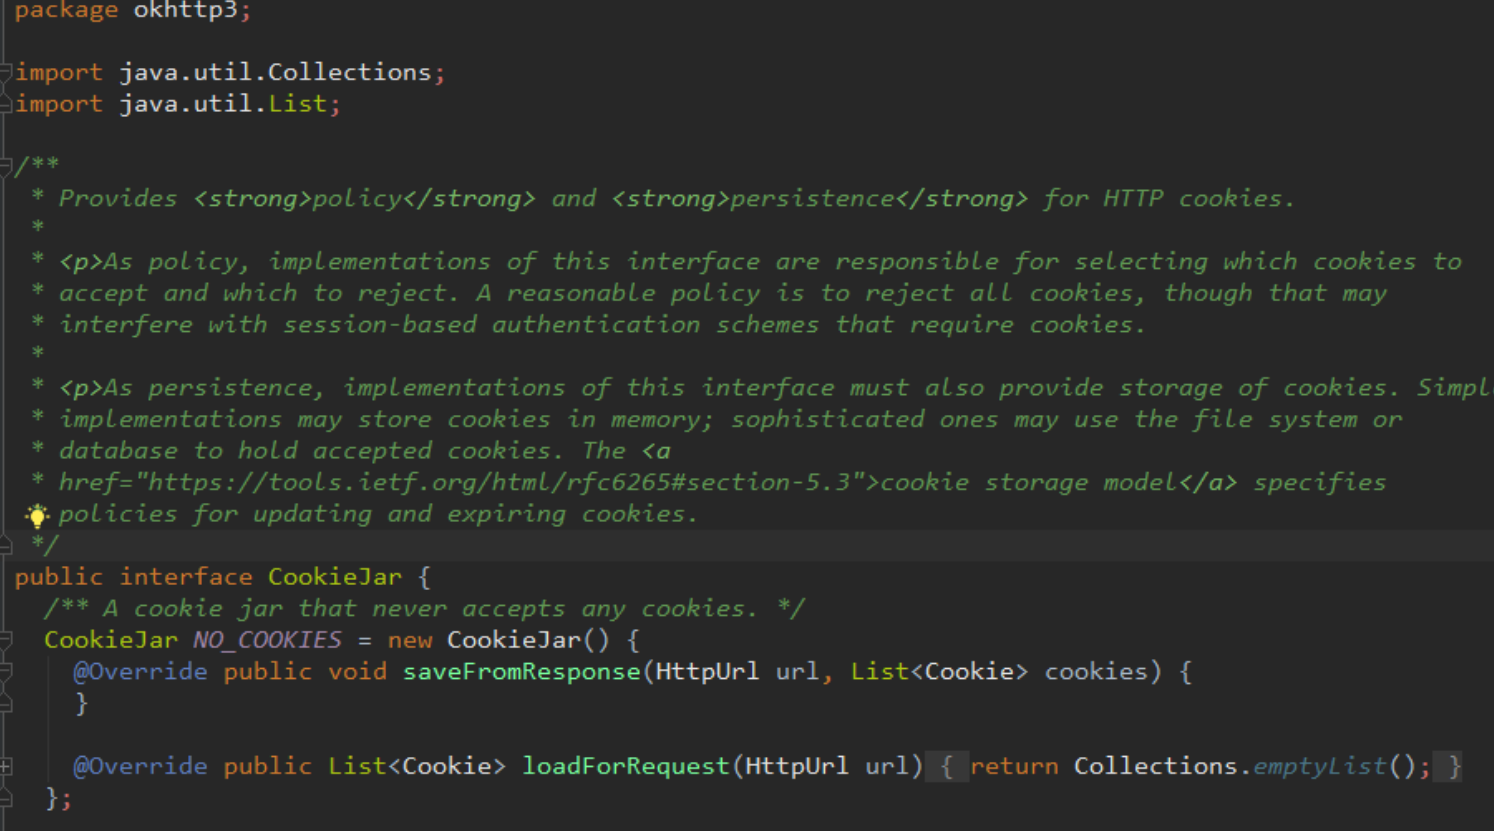 package okhttp3;
import java.util.Collections;
import java.util.List;
/**
* Provides <strong>policy</strong> and <strong>persistence</strong> for HTTP cookies.
*
* <p>As policy, implementations of this interface are responsible for selecting which cookies to
* accept and which to reject. A reasonable policy is to reject all cookies, though that may
* interfere with session-based authentication schemes that require cookies.
*
* <p>As persistence, implementations of this interface must also provide storage of cookies. Simpl
* implementations may store cookies in memory; sophisticated ones may use the file system or
* database to hold accepted cookies. The <a
* href="https://tools.ietf.org/html/rfc6265#section-5.3">cookie storage model</a> specifies
policies for updating and expiring cookies.
*/
public interface CookieJar {
/** A cookie jar that never accepts any cookies. */
CookieJar NO_COOKIES = new CookieJar() {
@Override public void saveFromResponse(HttpUrl url, List<Cookie> cookies) {
}
@Override public List<Cookie> loadForRequest(HttpUrl url) { return Collections.emptyList(); }
};